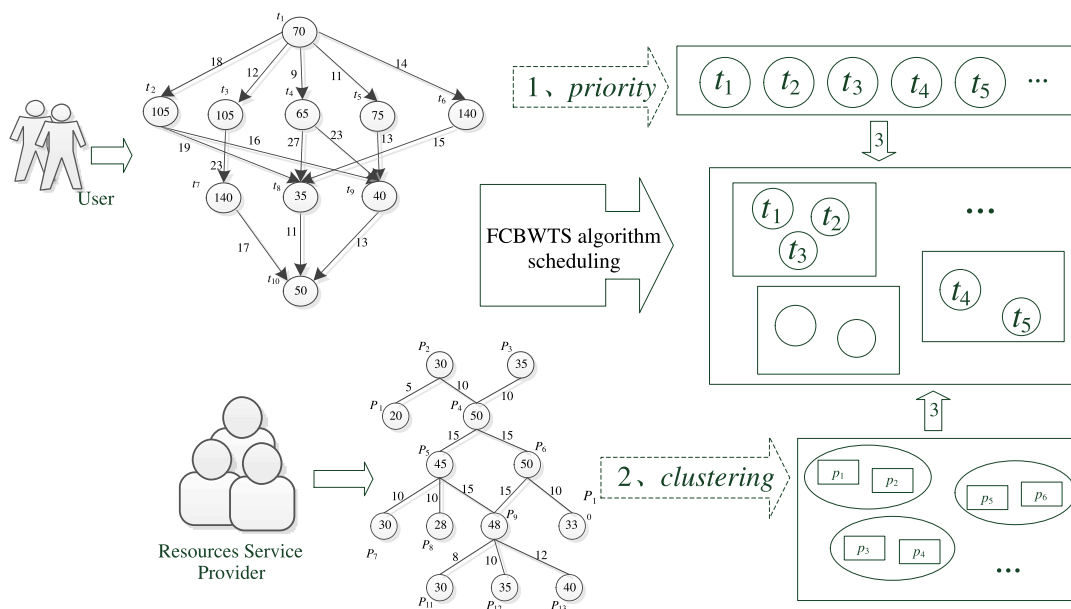 t1
70
18
12
9
11
14
t2
t3
t4
t5
t6
105
105
65
75
140
19
16
23
27
23
13
15
t7
t8
t9
140
35
40
17
11
13
t10
50
User
1、priority
t1 t2 t3 t4 t5 ...
3
FCBWTS algorithm
scheduling
t1 t2
t3
...
t4
t5
3
P2
P3
30
35
5
10
10
P1
P4
20
50
15
15
P5
P6
45
50
10
10
15
15
10
P1
0
P9
30
28
48
33
P7
P8
8
10
12
30
35
40
P11
P12
P13
Resources Service
Provider
2、clustering
p1
p2
p5
p6
p3
p4
...